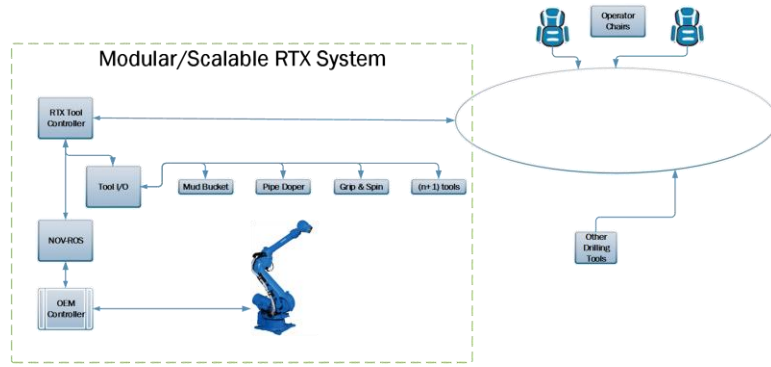 Operator
Chairs
Modular/Scalable RTX System
RTX Tool
Controller
Tool I/O
Mud Bucket
Pipe Doper
Grip & Spin
(n+1) tools
NOV-ROS
Other
Drilling
Tools
OEM
Controller